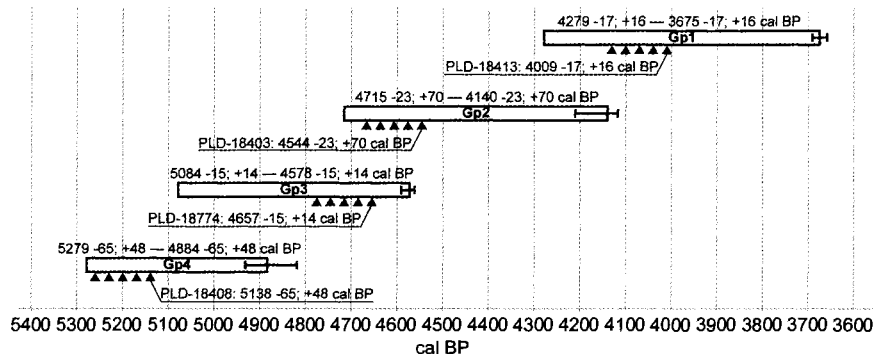 4279 -17; +16 — 3675 -17; +16 cal BP
Gp1
PLD-18413: 4009 -17; +16 cal BP
4715 -23; +70 — 4140 -23; +70 cal BP
Gp2
PLD-18403: 4544 -23; +70 cal BP
5084 -15; +14 — 4578 -15; +14 cal BP
Gp3
PLD-18774: 4657 -15; +14 cal BP
5279 -65; +48 — 4884 -65; +48 cal BP
Gp4
PLD-18408: 5138 -65; +48 cal BP
5400 5300 5200 5100 5000 4900 4800 4700 4600 4500 4400 4300 4200 4100 4000 3900 3800 3700 3600
cal BP